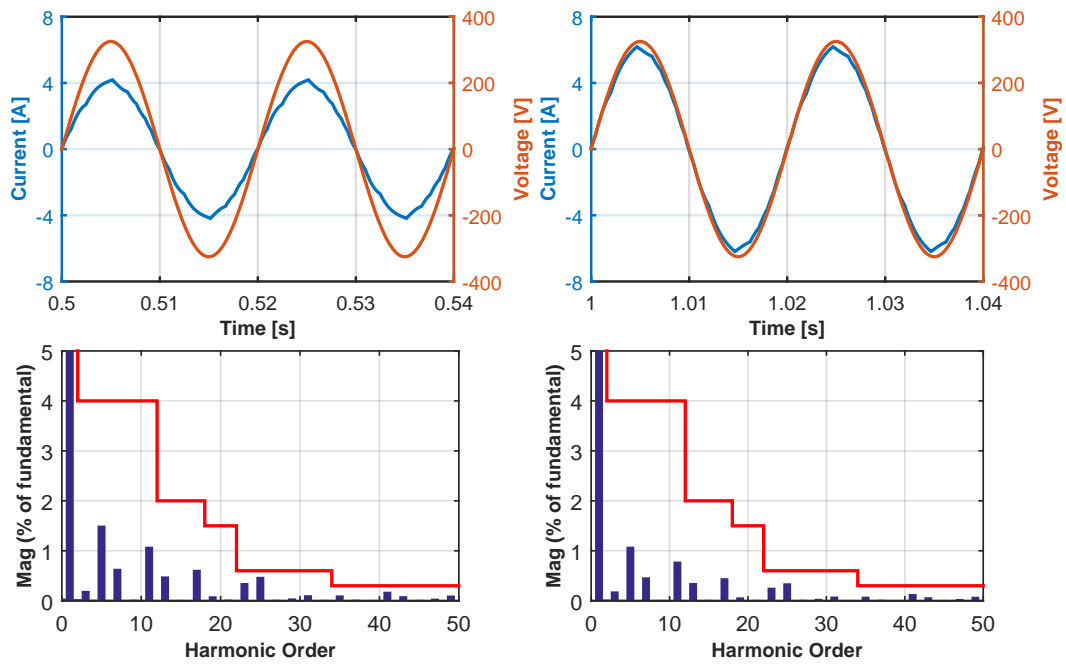 8
4
0
-4
-8
Current [A]
400
200
0
-200
-400
Voltage [V]
0.5 0.51 0.52 0.53 0.54
Time [s]
8
4
0
-4
-8
Current [A]
400
200
0
-200
-400
Voltage [V]
1 1.01 1.02 1.03 1.04
Time [s]
5
4
3
2
1
0
Mag (% of fundamental)
0 10 20 30 40 50
Harmonic Order
5
4
3
2
1
0
Mag (% of fundamental)
0 10 20 30 40 50
Harmonic Order